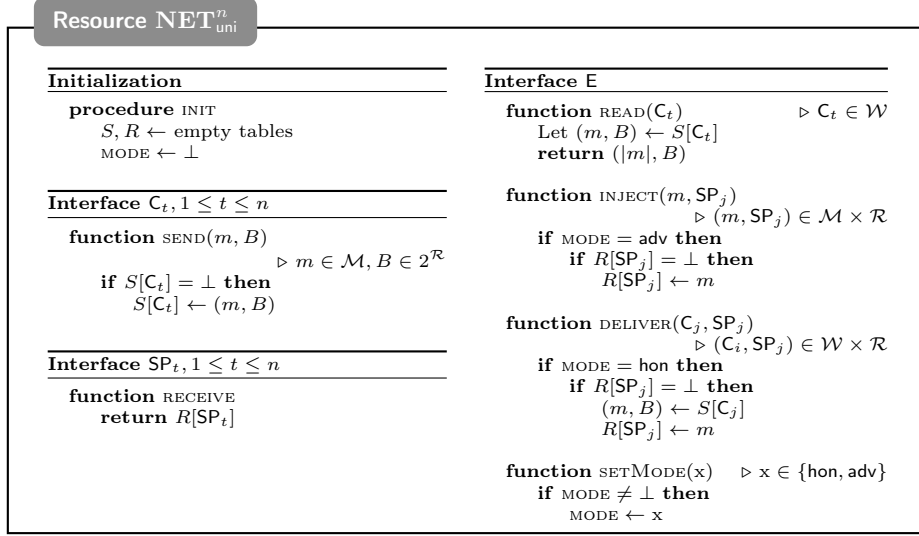 Resource NET^n_uni
Initialization
procedure INIT
S, R ← empty tables
MODE ← ⊥
Interface C_t, 1 ≤ t ≤ n
function SEND(m, B)
▷ m ∈ M, B ∈ 2^R
if S[C_t] = ⊥ then
S[C_t] ← (m, B)
Interface SP_t, 1 ≤ t ≤ n
function RECEIVE
return R[SP_t]
Interface E
function READ(C_t) ▷ C_t ∈ W
Let (m, B) ← S[C_t]
return (|m|, B)
function INJECT(m, SP_j)
▷ (m, SP_j) ∈ M × R
if MODE = adv then
if R[SP_j] = ⊥ then
R[SP_j] ← m
function DELIVER(C_j, SP_j)
▷ (C_i, SP_j) ∈ W × R
if MODE = hon then
if R[SP_j] = ⊥ then
(m, B) ← S[C_j]
R[SP_j] ← m
function SETMODE(x) ▷ x ∈ {hon, adv}
if MODE ≠ ⊥ then
MODE ← x